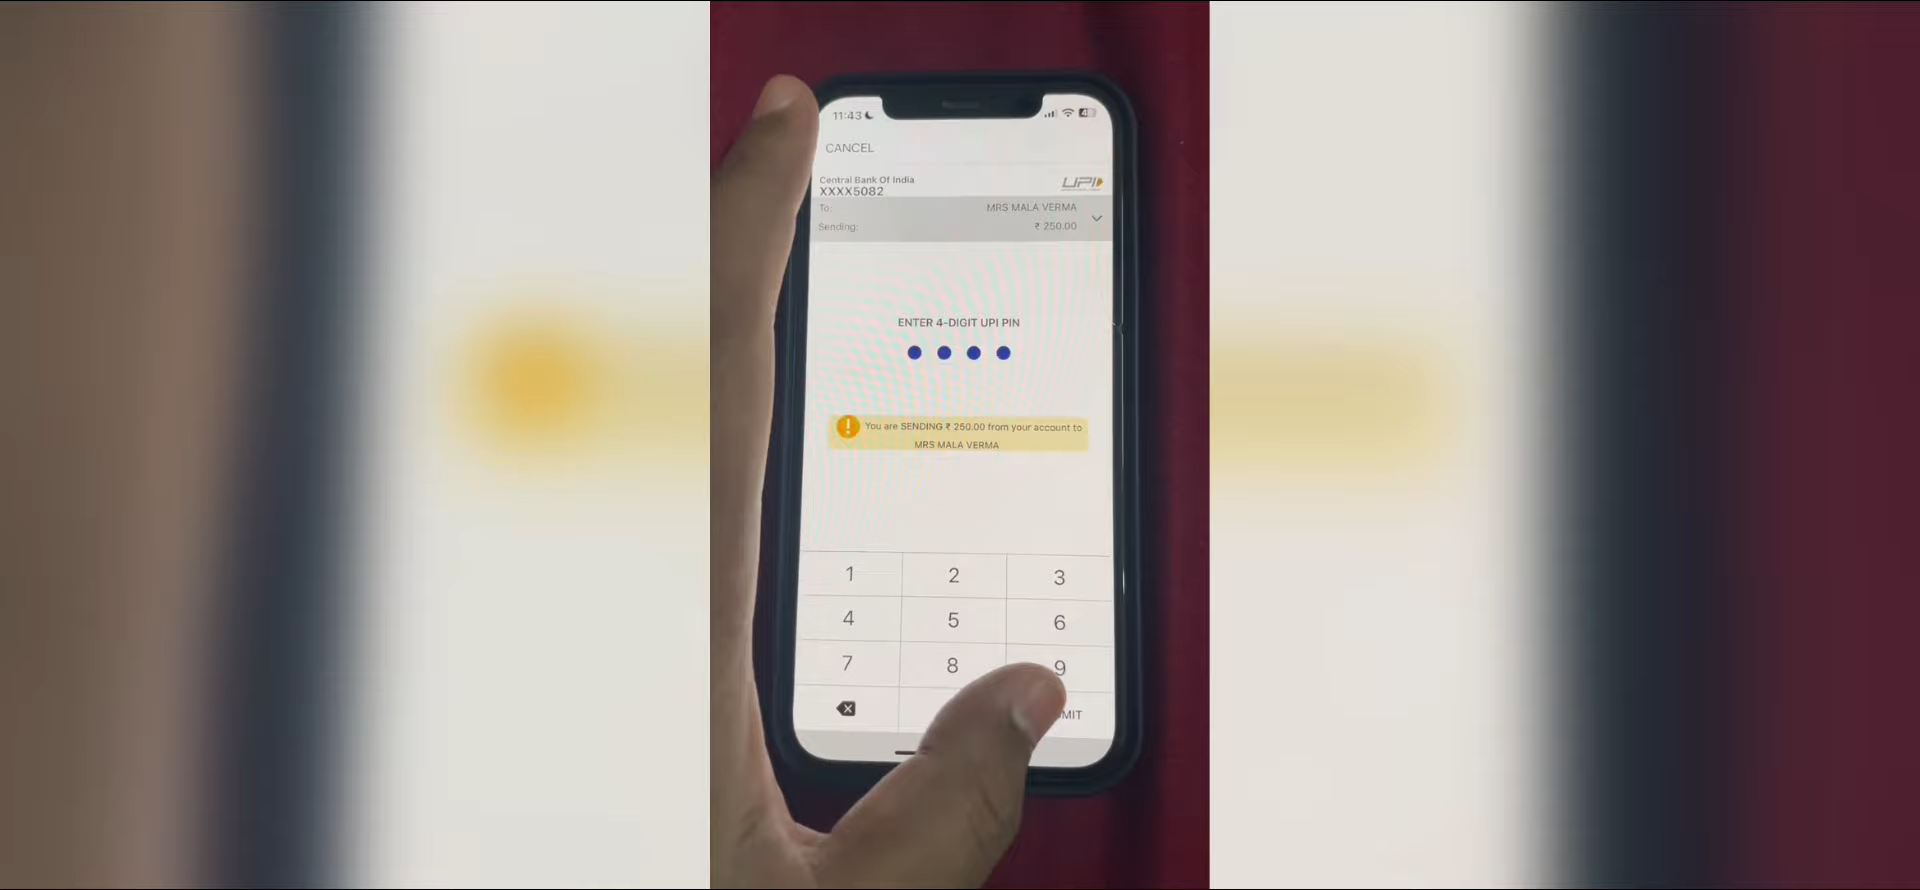 11:43
CANCEL
Central Bank Of India
XXXX5082
UPI
To: MRS MALA VERMA
Sending: ₹ 250.00
ENTER 4-DIGIT UPI PIN
You are SENDING ₹ 250.00 from your account to
MRS MALA VERMA
1 2 3
4 5 6
7 8 9
MIT